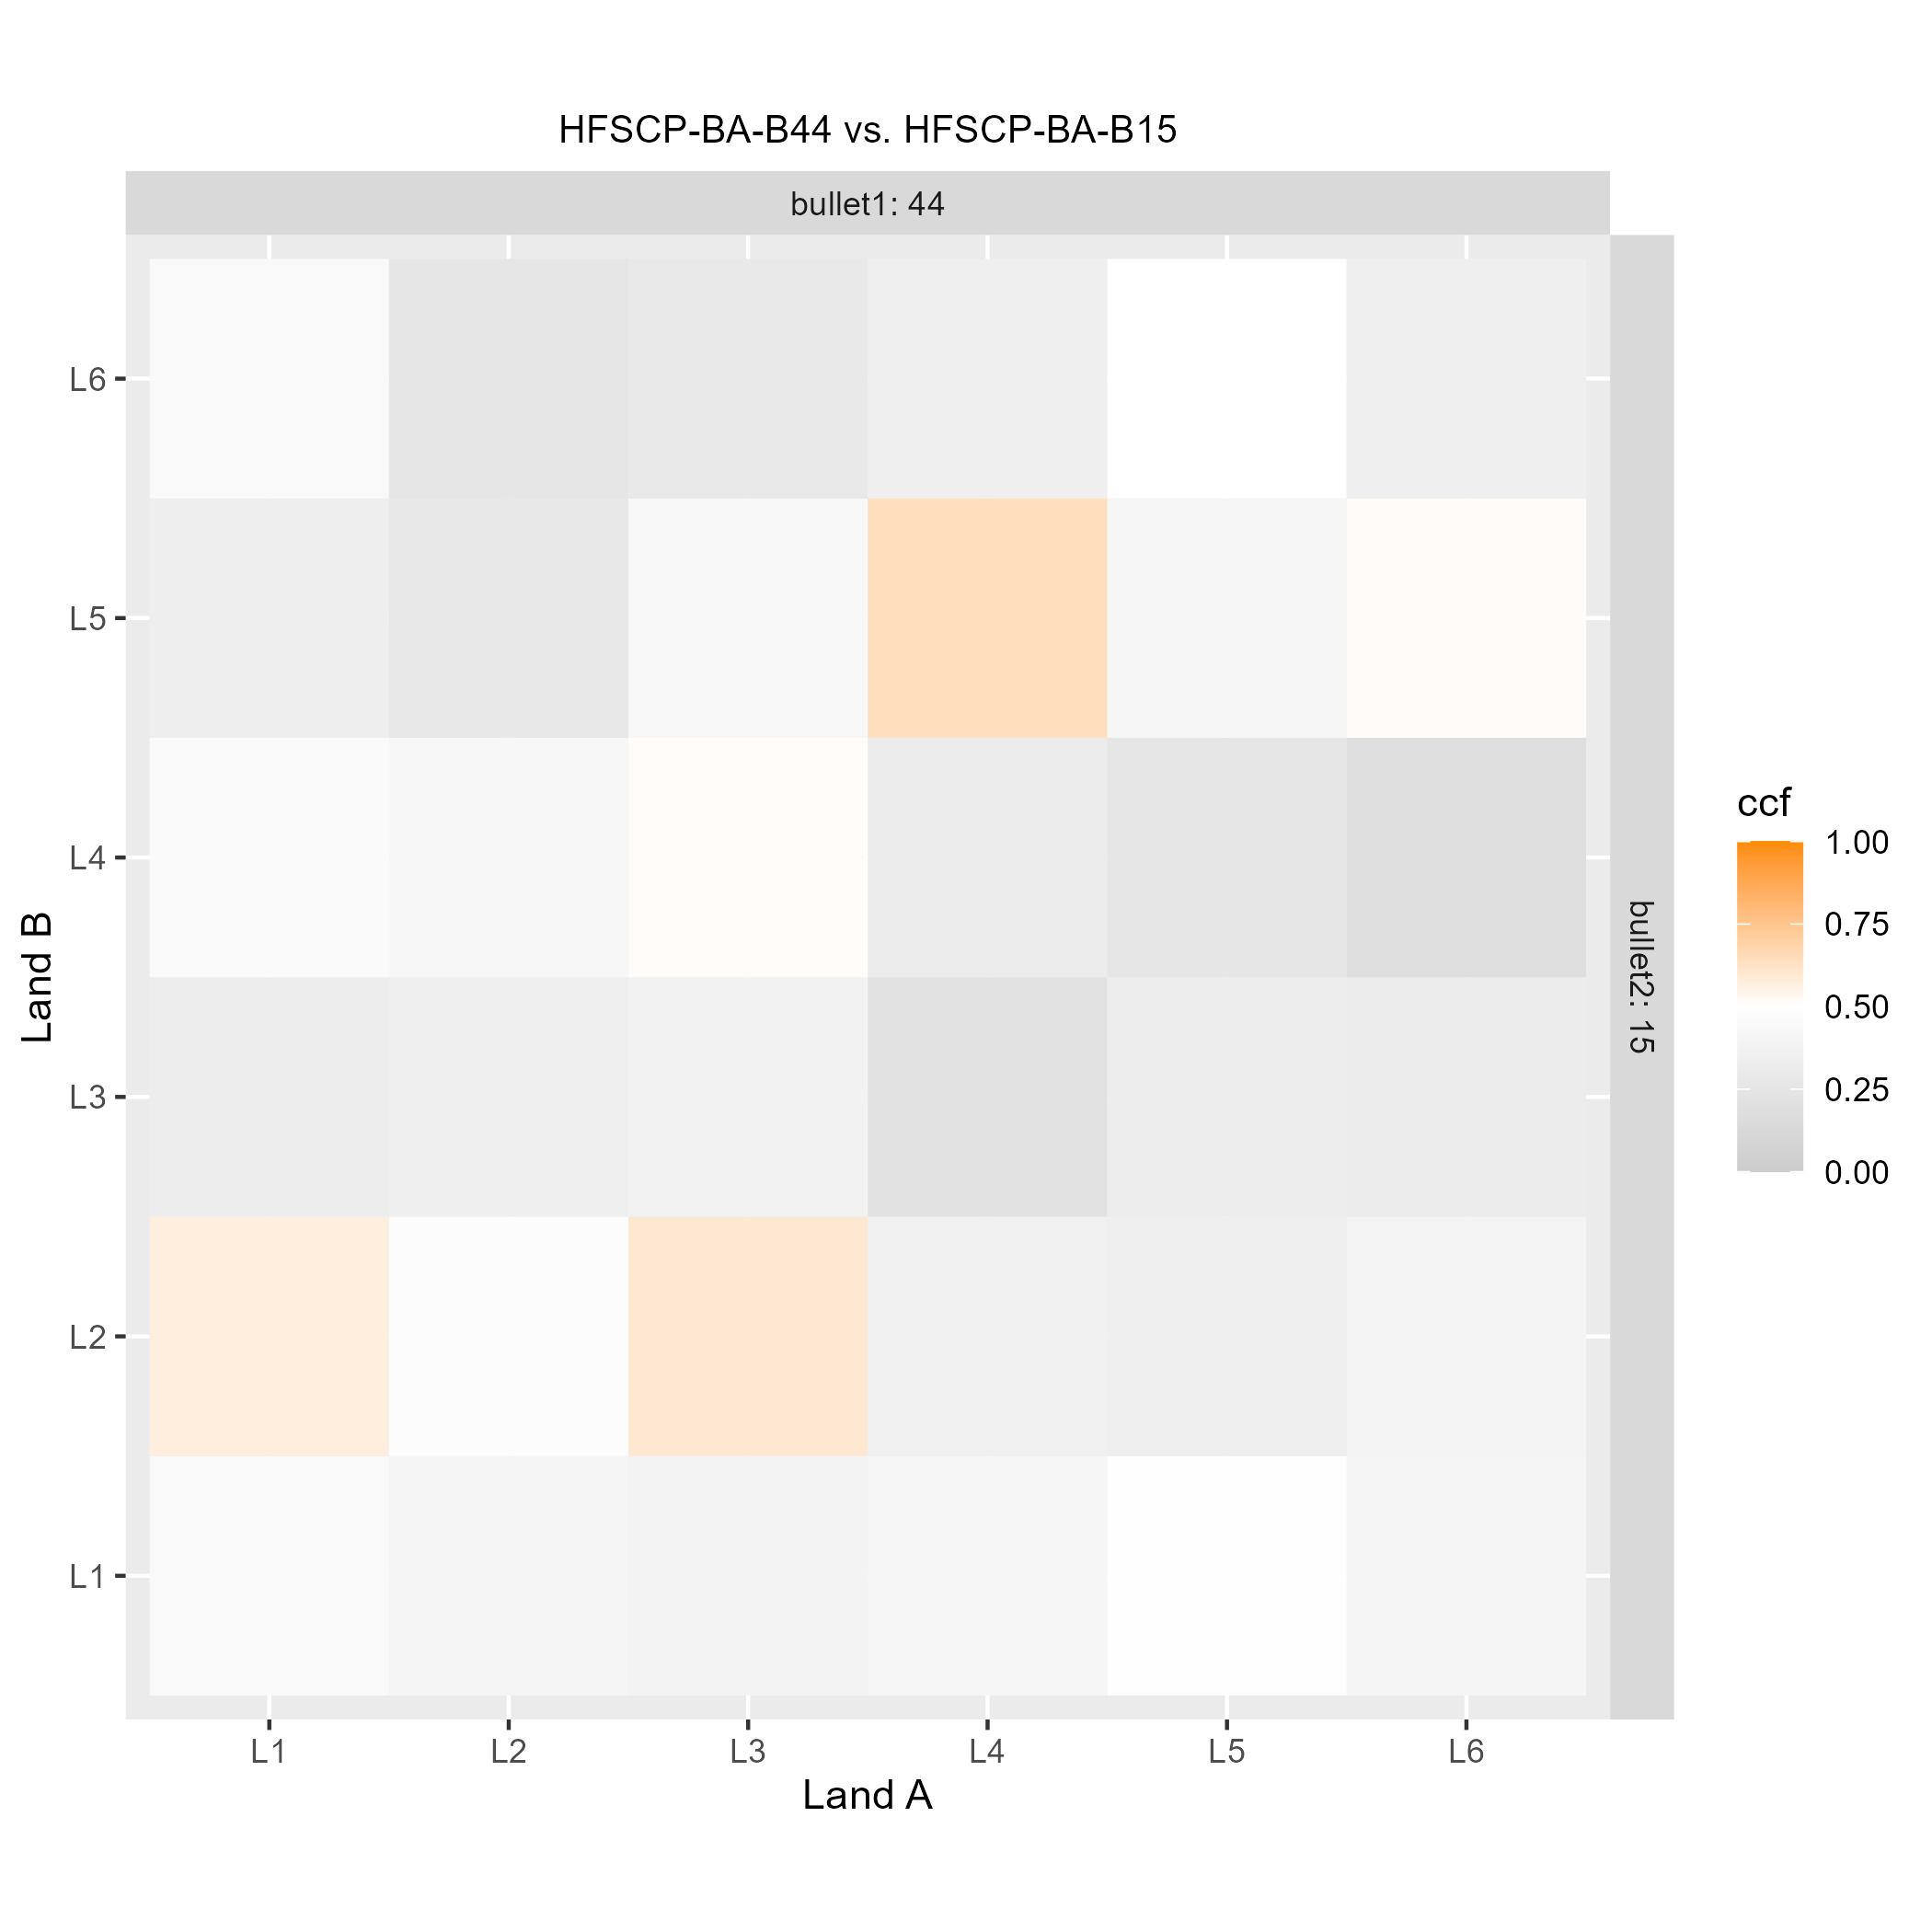 HFSCP-BA-B44 vs. HFSCP-BA-B15
bullet1: 44
L6
L5
L4
L3
L2
L1
Land B
bullet2: 15
ccf
1.00
0.75
0.50
0.25
0.00
L1 L2 L3 L4 L5 L6
Land A